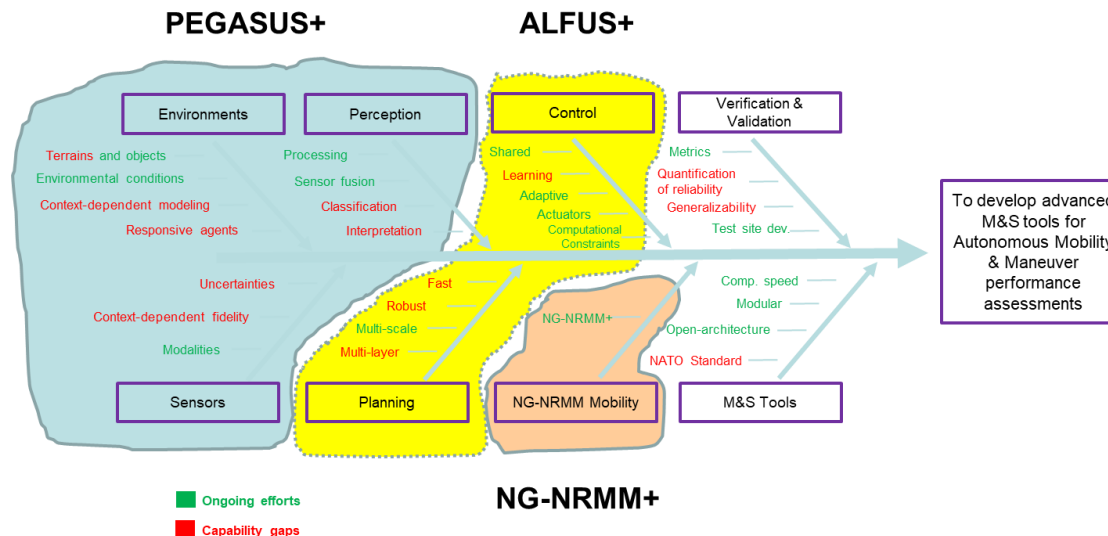 PEGASUS+
ALFUS+
Environments
Perception
Control
Verification &
Validation
Terrains and objects
Environmental conditions
Context-dependent modeling
Responsive agents
Processing
Sensor fusion
Classification
Interpretation
Shared
Learning
Adaptive
Actuators
Computational
Constraints
Metrics
Quantification
of reliability
Generalizability
Test site dev.
To develop advanced
M&S tools for
Autonomous Mobility
& Maneuver
performance
assessments
Uncertainties
Context-dependent fidelity
Modalities
Fast
Robust
Multi-scale
Multi-layer
NG-NRMM+
Comp. speed
Modular
Open-architecture
NATO Standard
Sensors
Planning
NG-NRMM Mobility
M&S Tools
NG-NRMM+
Ongoing efforts
Capability gaps